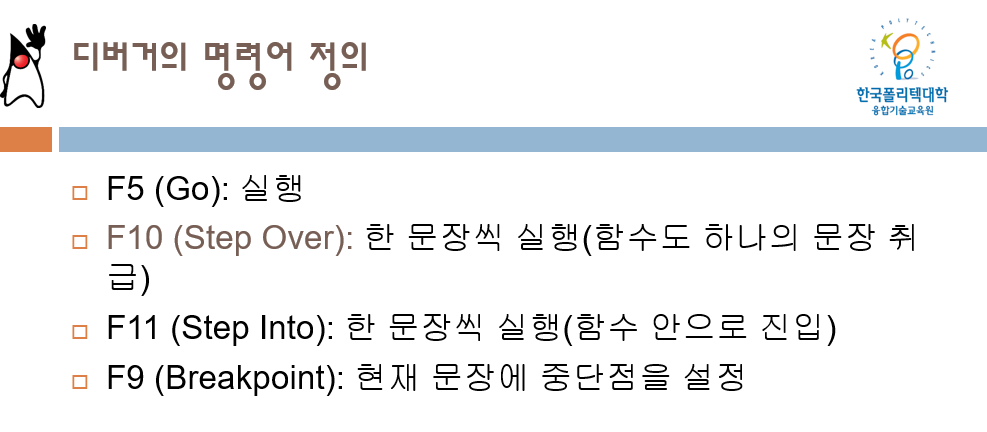 디버거의 명령어 정의
한국폴리텍대학
융합기술교육원
F5 (Go): 실행
F10 (Step Over): 한 문장씩 실행(함수도 하나의 문장 취
급)
F11 (Step Into): 한 문장씩 실행(함수 안으로 진입)
F9 (Breakpoint): 현재 문장에 중단점을 설정